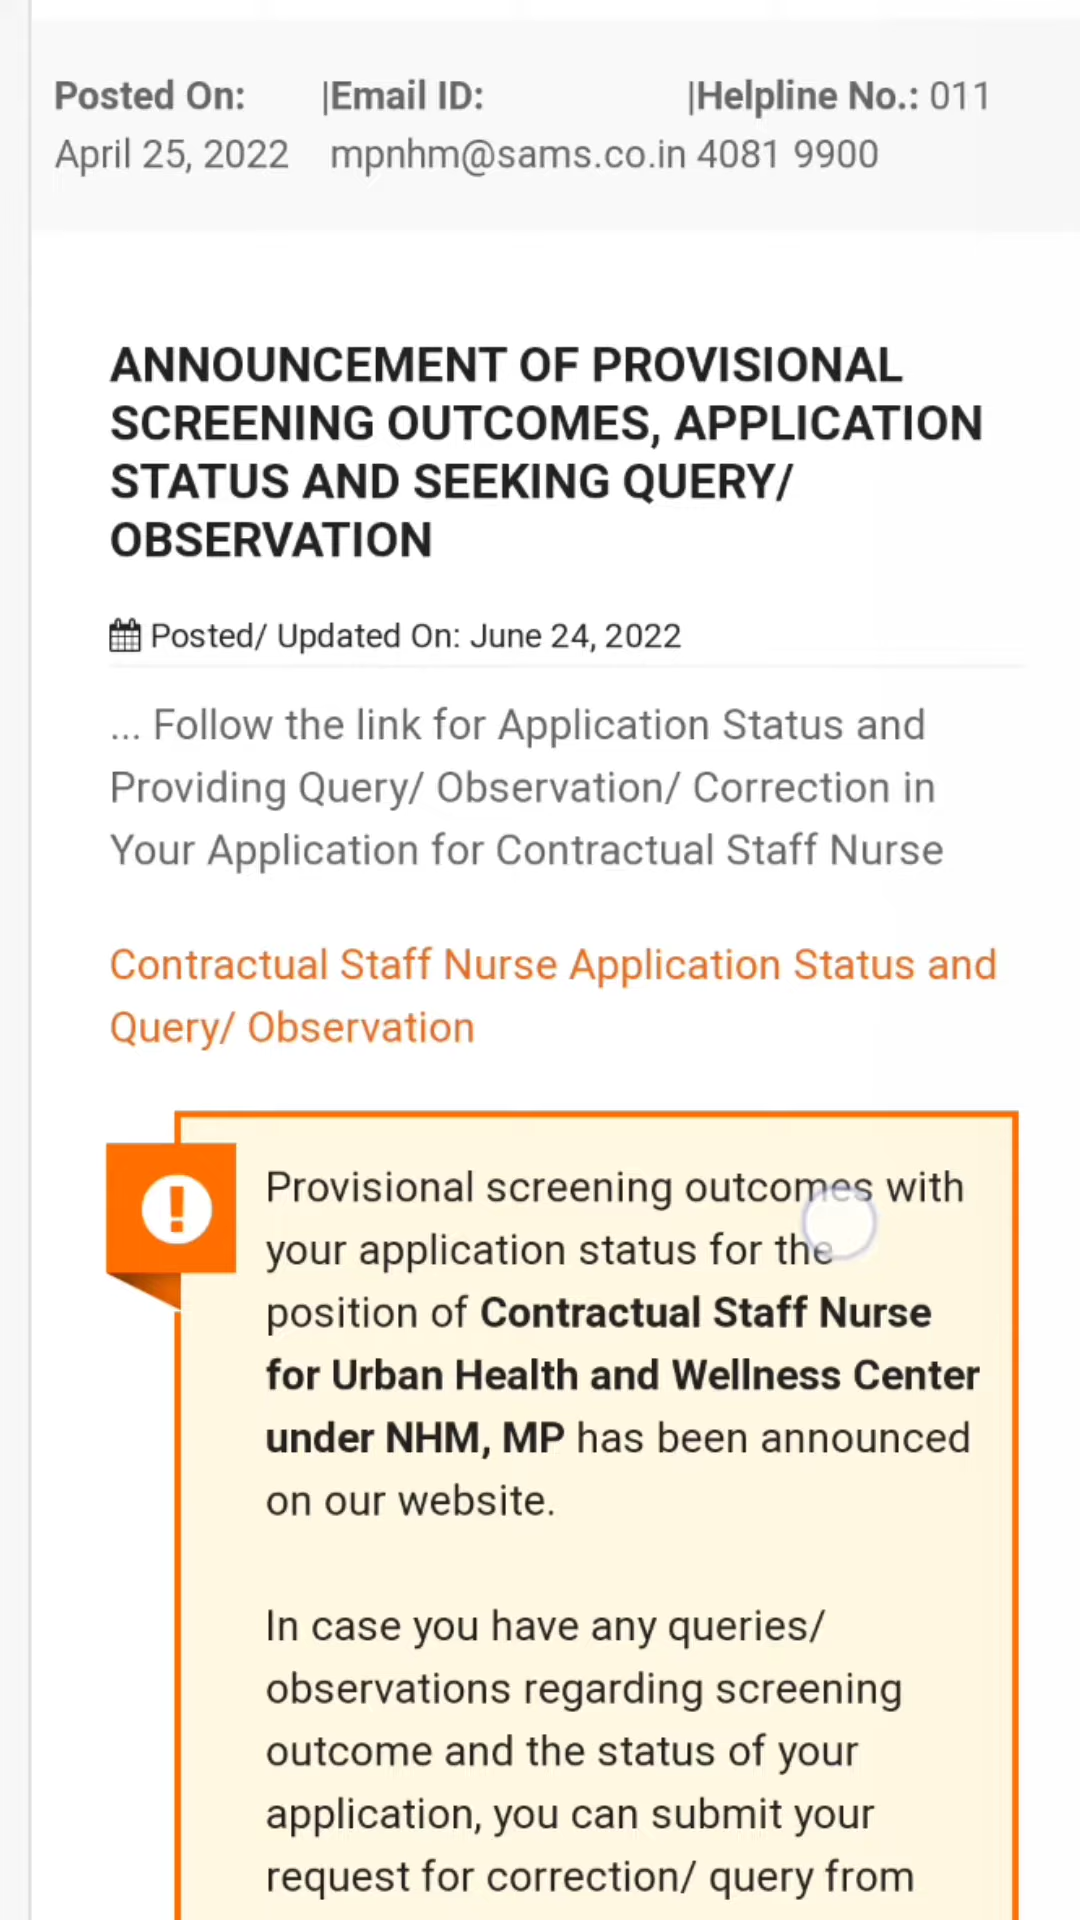 Posted On: |Email ID: |Helpline No.: 011
April 25, 2022 mpnhm@sams.co.in 4081 9900
ANNOUNCEMENT OF PROVISIONAL
SCREENING OUTCOMES, APPLICATION
STATUS AND SEEKING QUERY/
OBSERVATION
Posted/ Updated On: June 24, 2022
... Follow the link for Application Status and
Providing Query/ Observation/ Correction in
Your Application for Contractual Staff Nurse
Contractual Staff Nurse Application Status and
Query/ Observation
Provisional screening outcomes with
your application status for the
position of Contractual Staff Nurse
for Urban Health and Wellness Center
under NHM, MP has been announced
on our website.
In case you have any queries/
observations regarding screening
outcome and the status of your
application, you can submit your
request for correction/ query from